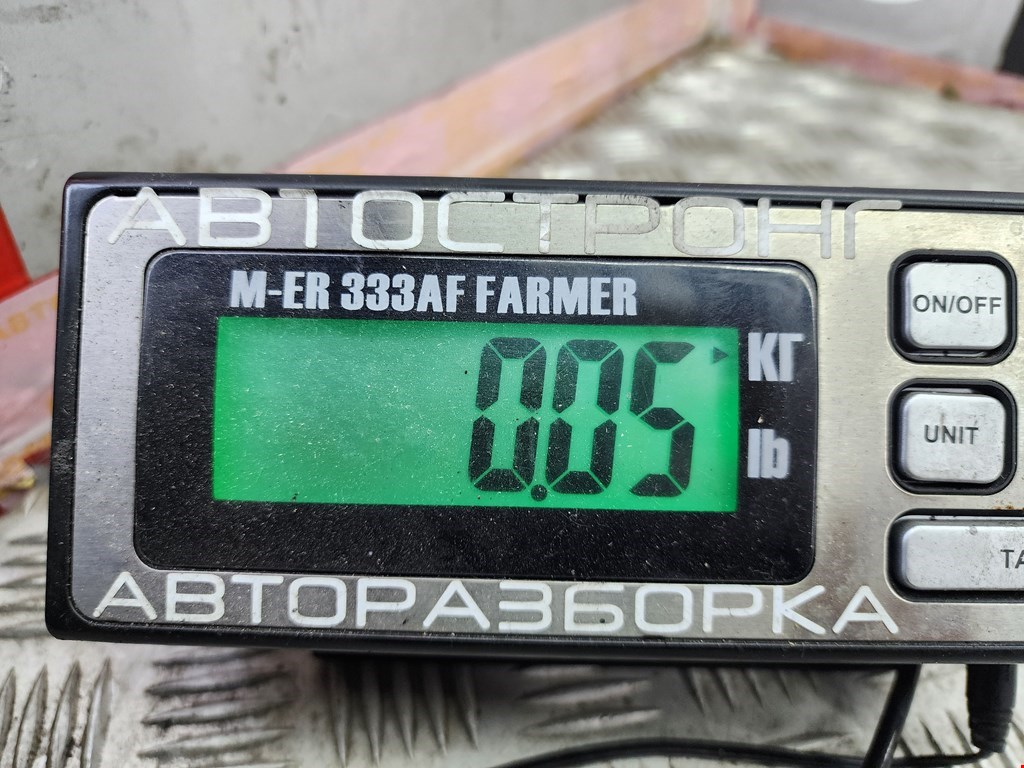 АВТОСТРОНГ
M-ER 333AF FARMER
0.05
КГ
lb
ON/OFF
UNIT
АВТОРАЗБОРКА